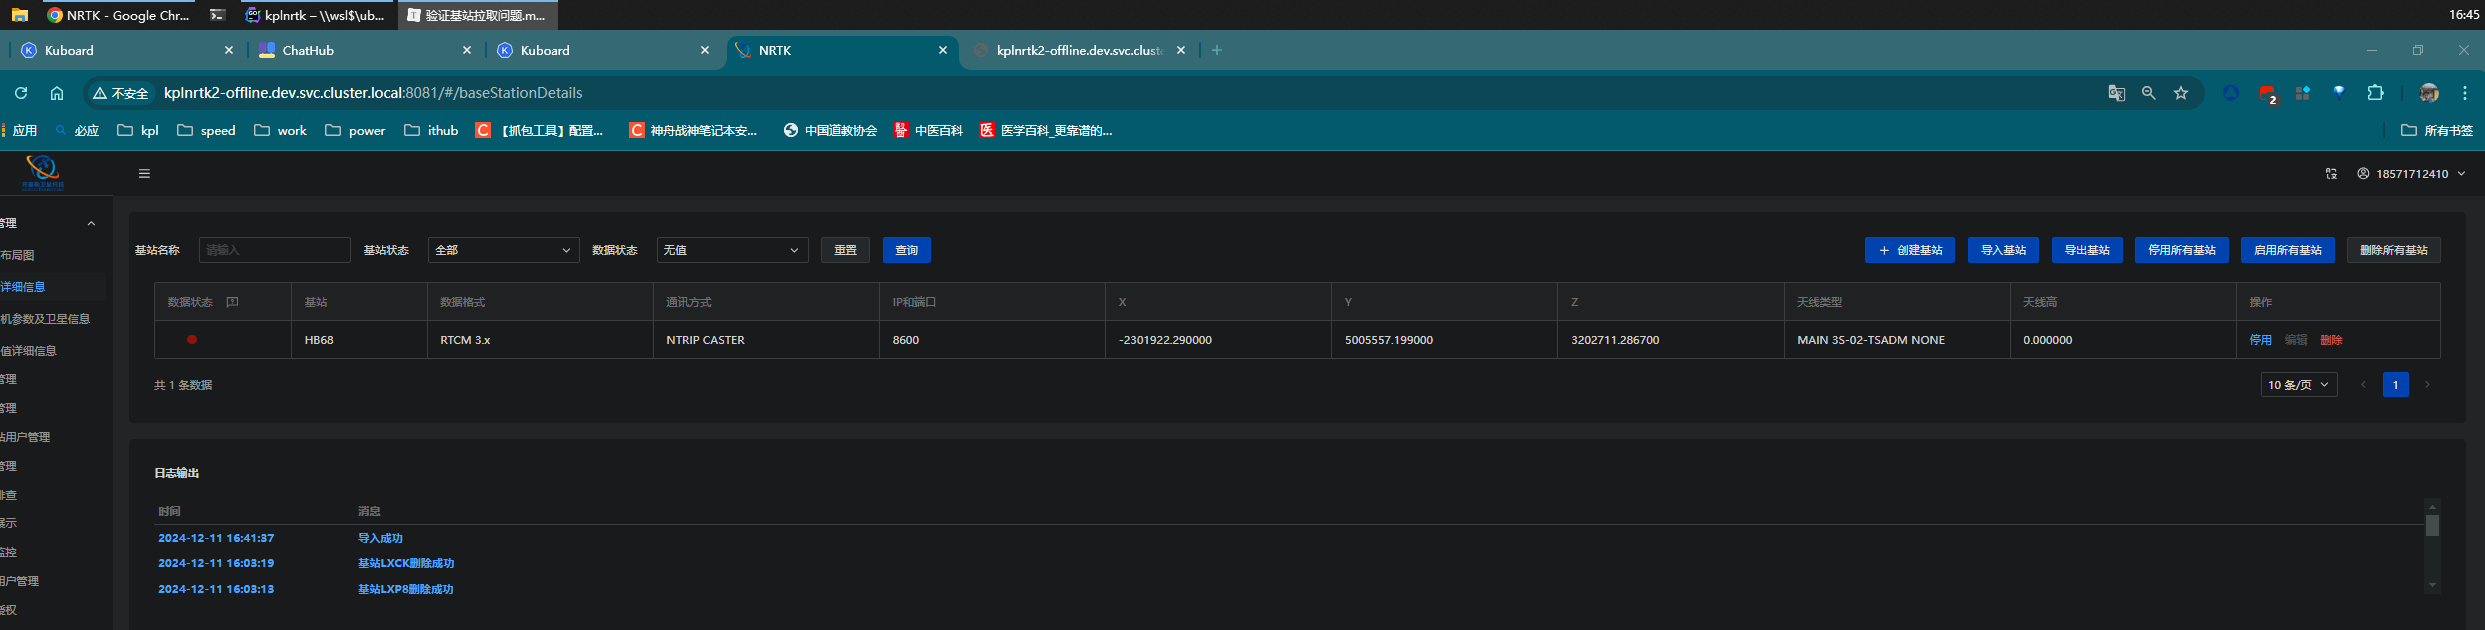 NRTK - Google Chr...
kplnrtk – \\wsl$\ub...
验证基站拉取问题.m...
16:45
Kuboard
ChatHub
Kuboard
NRTK
kplnrtk2-offline.dev.svc.cluste
不安全
kplnrtk2-offline.dev.svc.cluster.local:8081/#/baseStationDetails
2
应用
必应
kpl
speed
work
power
ithub
【抓包工具】配置...
神舟战神笔记本安...
中国道教协会
中医百科
医学百科_更靠谱的...
所有书签
18571712410
管理
布局图
详细信息
机参数及卫星信息
值详细信息
管理
管理
站用户管理
管理
排查
展示
监控
用户管理
授权
基站名称 请输入 基站状态 全部 数据状态 无值 重置 查询
创建基站 导入基站 导出基站 停用所有基站 启用所有基站 删除所有基站
数据状态 基站 数据格式 通讯方式 IP和端口 X Y Z 天线类型 天线高 操作
HB68 RTCM 3.x NTRIP CASTER 8600 -2301922.290000 5005557.199000 3202711.286700 MAIN 3S-02-TSADM NONE 0.000000 停用 编辑 删除
共 1 条数据
10 条/页
1
日志输出
时间 消息
2024-12-11 16:41:37 导入成功
2024-12-11 16:03:19 基站LXCK删除成功
2024-12-11 16:03:13 基站LXP8删除成功